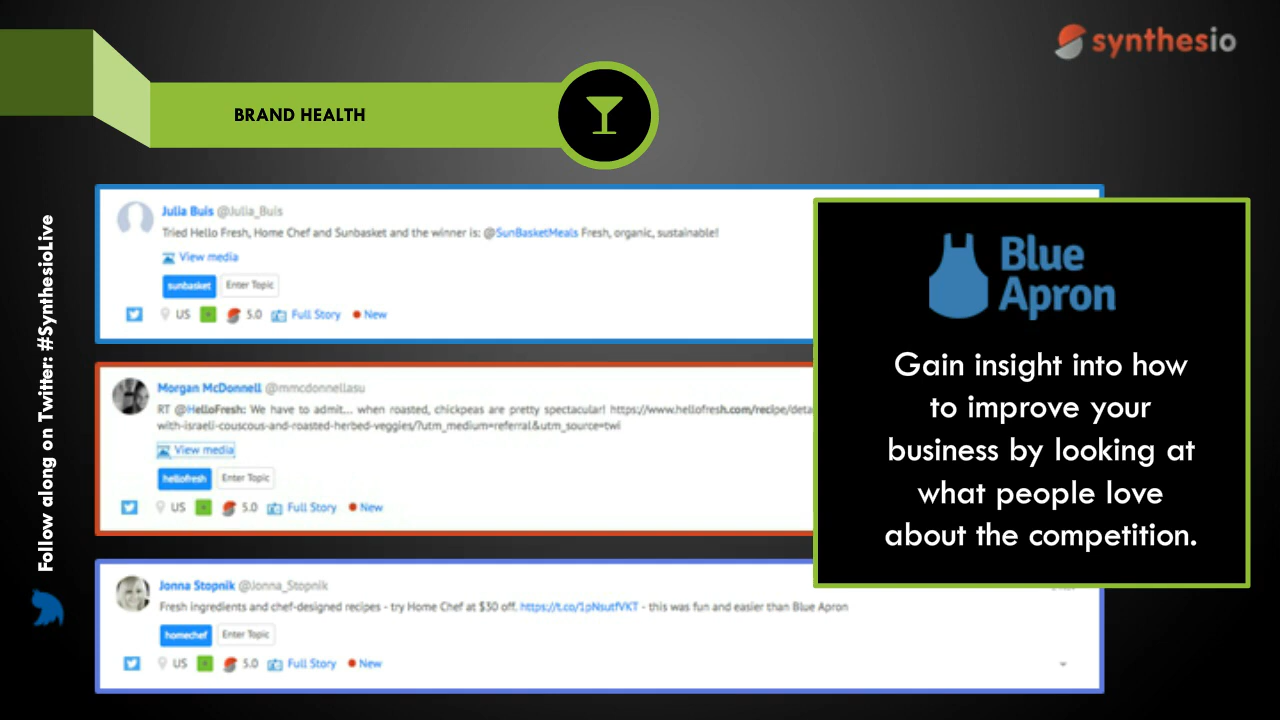 synthesio
BRAND HEALTH
Follow along on Twitter: #SynthesioLive
Julia Buis @Julia_Buis
Tried Hello Fresh, Home Chef and Sunbasket and the winner is: @SunBasketMeals Fresh, organic, sustainable!
View media
sunbasket Enter Topic
US 5.0 Full Story New
Morgan McDonnell @mmcdonnellasu
RT @HelloFresh: We have to admit... when roasted, chickpeas are pretty spectacular! https://www.hellofresh.com/recipe/deta
with-israeli-couscous-and-roasted-herbed-veggies/?utm_medium=referral&utm_source=twi
View media
hellofresh Enter Topic
US 5.0 Full Story New
Jonna Stopnik @Jonna_Stopnik
Fresh ingredients and chef-designed recipes - try Home Chef at $30 off. https://t.co/1pNsutfVKT - this was fun and easier than Blue Apron
homechef Enter Topic
US 5.0 Full Story New
Blue
Apron
Gain insight into how
to improve your
business by looking at
what people love
about the competition.